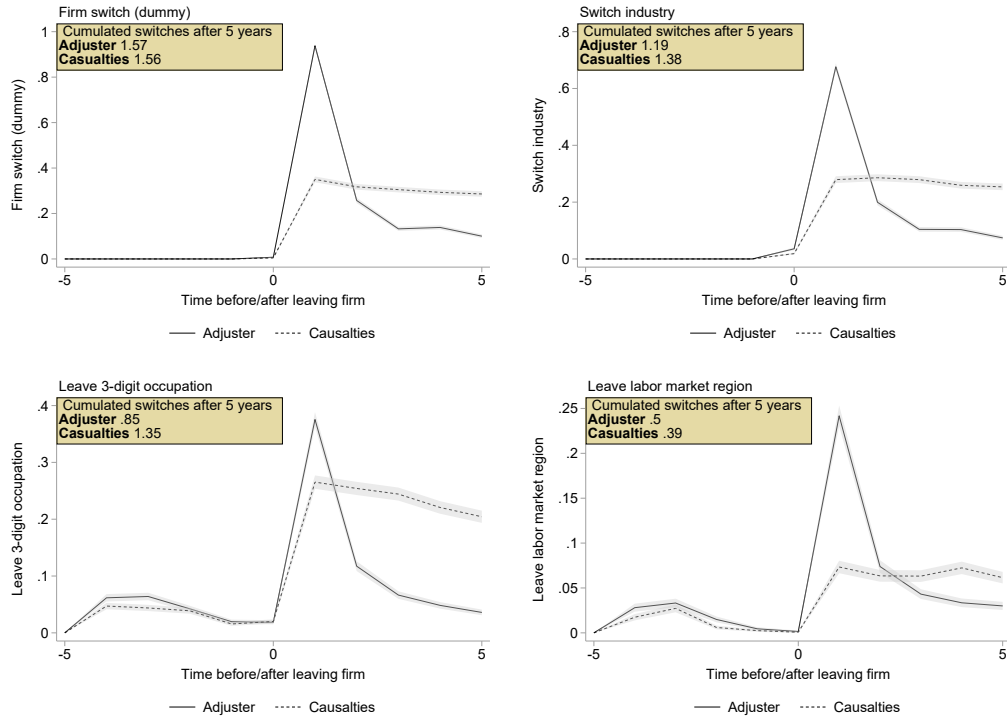 Firm switch (dummy)
Cumulated switches after 5 years
Adjuster 1.57
Casualties 1.56
1
.8
.6
.4
.2
0
Firm switch (dummy)
-5
0
5
Time before/after leaving firm
Adjuster
Causalties
Switch industry
Cumulated switches after 5 years
Adjuster 1.19
Casualties 1.38
.8
.6
.4
.2
0
Switch industry
-5
0
5
Time before/after leaving firm
Adjuster
Causalties
Leave 3-digit occupation
Cumulated switches after 5 years
Adjuster .85
Casualties 1.35
.4
.3
.2
.1
0
Leave 3-digit occupation
-5
0
5
Time before/after leaving firm
Adjuster
Causalties
Leave labor market region
Cumulated switches after 5 years
Adjuster .5
Casualties .39
.25
.2
.15
.1
.05
0
Leave labor market region
-5
0
5
Time before/after leaving firm
Adjuster
Causalties